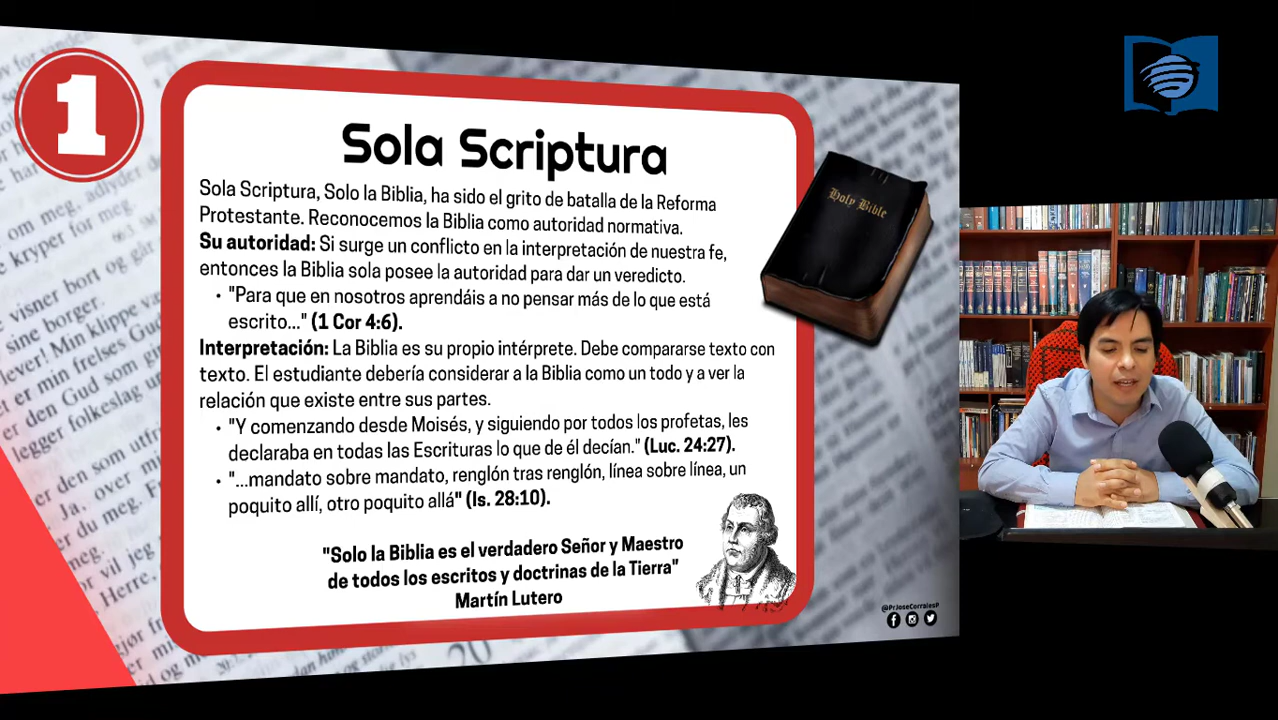 1
Sola Scriptura
Sola Scriptura, Solo la Biblia, ha sido el grito de batalla de la Reforma
Protestante. Reconocemos la Biblia como autoridad normativa.
Su autoridad: Si surge un conflicto en la interpretación de nuestra fe,
entonces la Biblia sola posee la autoridad para dar un veredicto.
• "Para que en nosotros aprendáis a no pensar más de lo que está
escrito..." (1 Cor 4:6).
Interpretación: La Biblia es su propio intérprete. Debe compararse texto con
texto. El estudiante debería considerar a la Biblia como un todo y a ver la
relación que existe entre sus partes.
• "Y comenzando desde Moisés, y siguiendo por todos los profetas, les
declaraba en todas las Escrituras lo que de él decían." (Luc. 24:27).
• "...mandato sobre mandato, renglón tras renglón, línea sobre línea, un
poquito allí, otro poquito allá" (Is. 28:10).
"Solo la Biblia es el verdadero Señor y Maestro
de todos los escritos y doctrinas de la Tierra"
Martín Lutero
Holy Bible
@PrJoseCorralesP